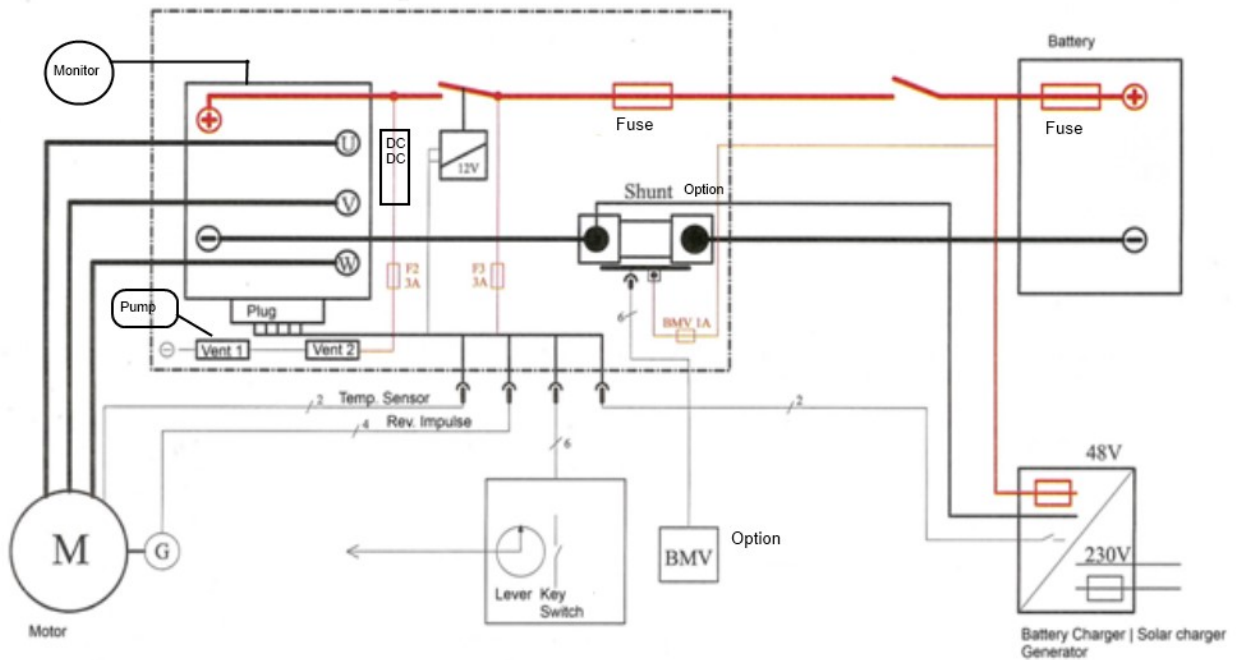 Battery
Monitor
Fuse
Fuse
+
+
U
DC
DC
12V
Shunt Option
V
-
-
W
F2
3A
F3
3A
Pump
Plug
6
BMV 1A
- Vent 1 Vent 2
2 Temp. Sensor
2
4 Rev. Impulse
6
48V
M
G
Option
BMV
230V
Lever Key
Switch
Motor
Battery Charger | Solar charger
Generator